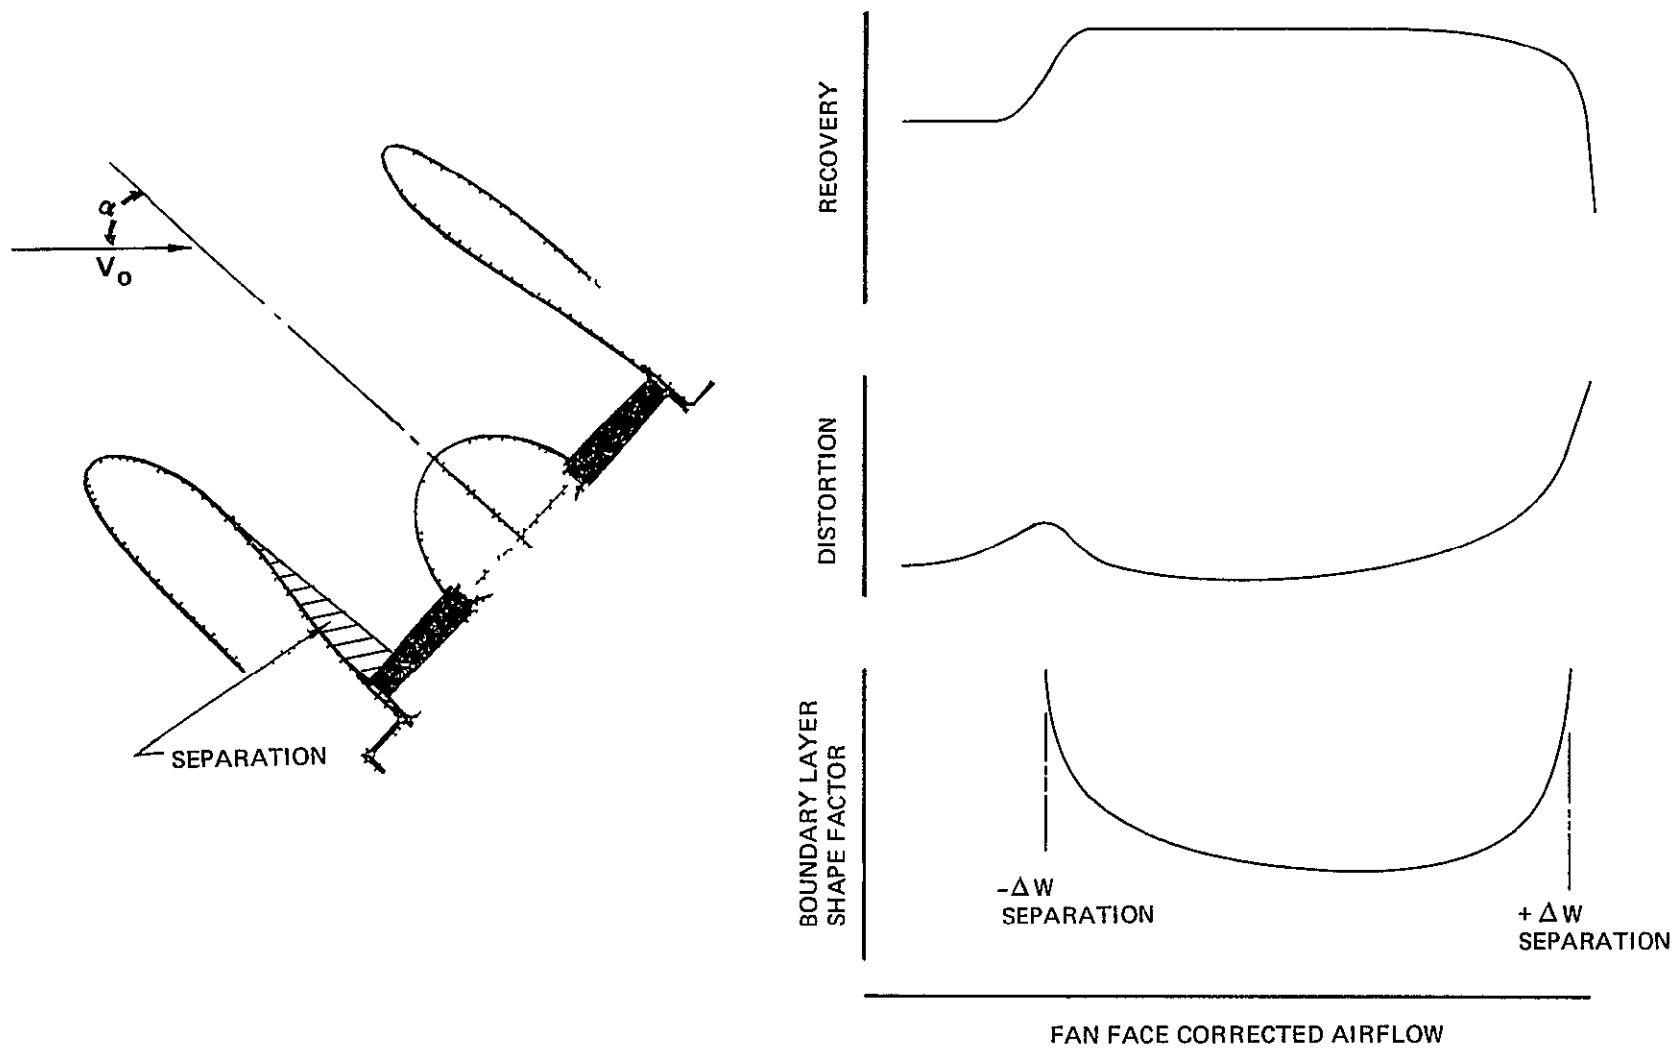 α
V₀
SEPARATION
RECOVERY
DISTORTION
BOUNDARY LAYER
SHAPE FACTOR
-ΔW
SEPARATION
+ ΔW
SEPARATION
FAN FACE CORRECTED AIRFLOW